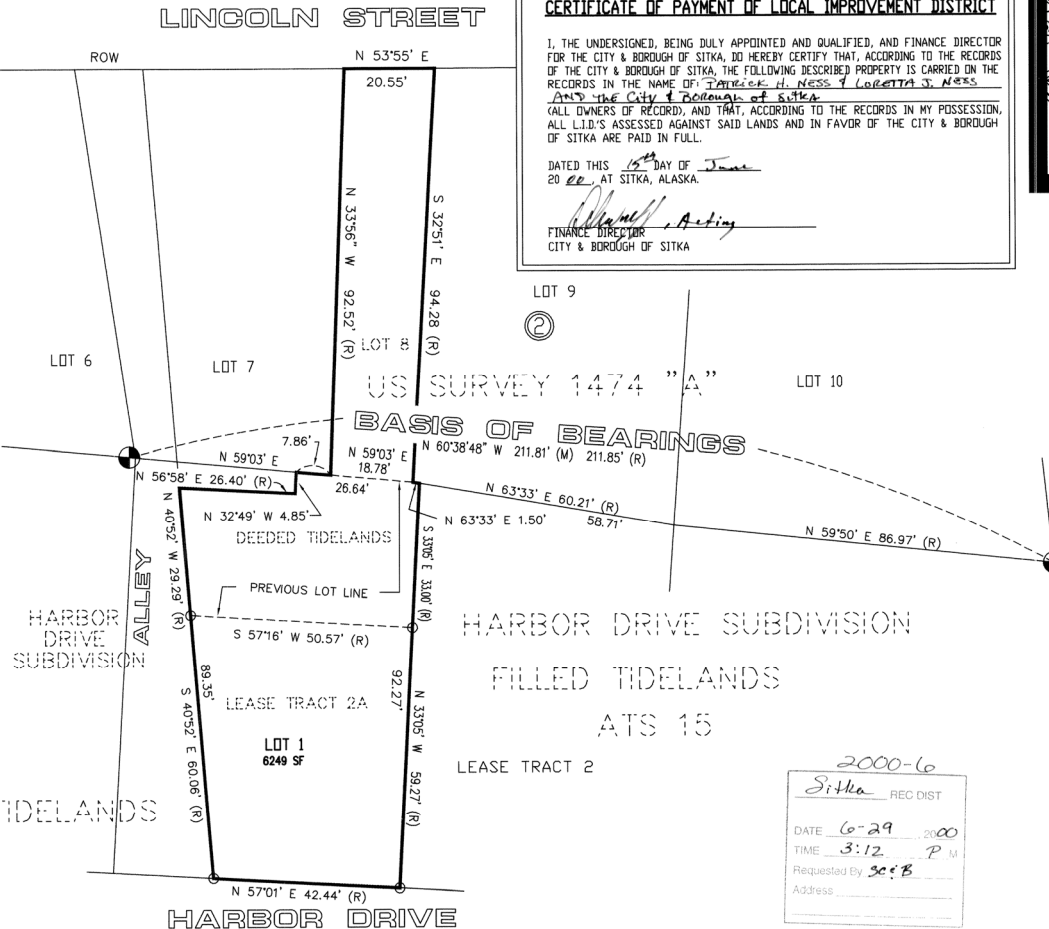 LINCOLN STREET
ROW
N 53°55' E
20.55'
CERTIFICATE OF PAYMENT OF LOCAL IMPROVEMENT DISTRICT
I, THE UNDERSIGNED, BEING DULY APPOINTED AND QUALIFIED, AND FINANCE DIRECTOR
FOR THE CITY & BOROUGH OF SITKA, DO HEREBY CERTIFY THAT, ACCORDING TO THE RECORDS
OF THE CITY & BOROUGH OF SITKA, THE FOLLOWING DESCRIBED PROPERTY IS CARRIED ON THE
RECORDS IN THE NAME OF: PATRICK H. NESS & LORETTA J. NESS
AND the City & Borough of Sitka
(ALL OWNERS OF RECORD), AND THAT, ACCORDING TO THE RECORDS IN MY POSSESSION,
ALL L.I.D.'S ASSESSED AGAINST SAID LANDS AND IN FAVOR OF THE CITY & BOROUGH
OF SITKA ARE PAID IN FULL.
DATED THIS 15th DAY OF June
20 00, AT SITKA, ALASKA.
, Acting
FINANCE DIRECTOR
CITY & BOROUGH OF SITKA
N 33°56" W 92.52' (R)
S 32°51' E 94.28 (R)
LOT 9
2
LOT 6
LOT 7
LOT 8
LOT 10
US SURVEY 1474 "A"
BASIS OF BEARINGS
N 60°38'48" W 211.81' (M) 211.85' (R)
7.86'
N 59°03' E
N 59°03' E
18.78'
26.64'
N 56°58' E 26.40' (R)
N 32°49' W 4.85'
N 63°33' E 60.21' (R)
N 63°33' E 1.50'
58.71'
N 59°50' E 86.97' (R)
DEEDED TIDELANDS
N 40°52' W 29.29' (R)
S 33°05' E 33.00' (R)
PREVIOUS LOT LINE
ALLEY
HARBOR
DRIVE
SUBDIVISION
S 57°16' W 50.57' (R)
HARBOR DRIVE SUBDIVISION
FILLED TIDELANDS
ATS 15
89.35'
S 40°52' E 60.06' (R)
LEASE TRACT 2A
92.27'
N 33°05' W 59.27' (R)
LOT 1
6249 SF
LEASE TRACT 2
TIDELANDS
N 57°01' E 42.44' (R)
HARBOR DRIVE
2000-6
Sitka REC DIST
DATE 6-29 2000
TIME 3:12 P M
Requested By SC&B
Address